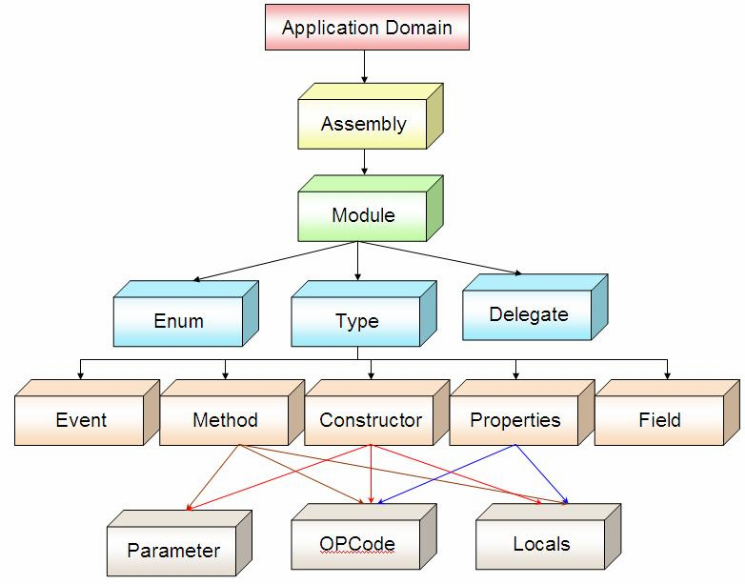 Application Domain
Assembly
Module
Enum
Type
Delegate
Event
Method
Constructor
Properties
Field
Parameter
OPCode
Locals